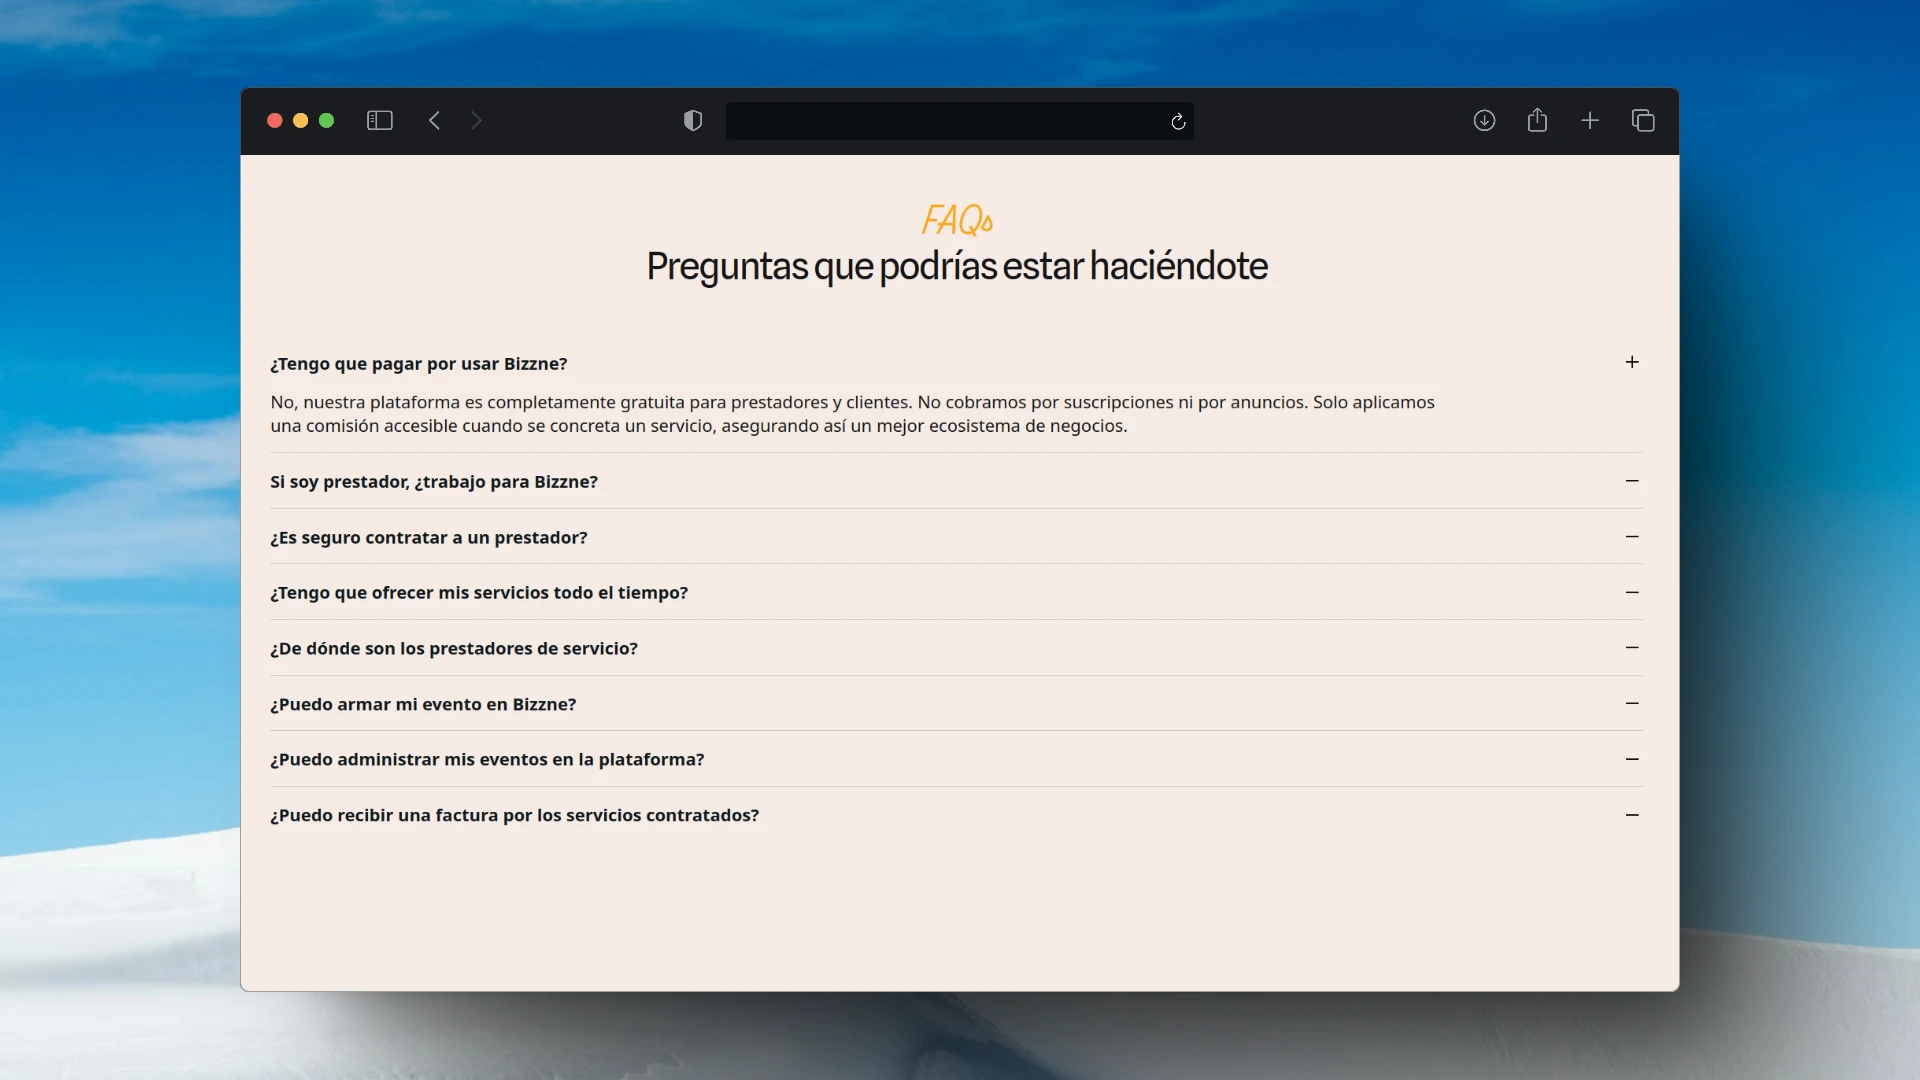 FAQs
Preguntas que podrías estar haciéndote
¿Tengo que pagar por usar Bizzne?
No, nuestra plataforma es completamente gratuita para prestadores y clientes. No cobramos por suscripciones ni por anuncios. Solo aplicamos
una comisión accesible cuando se concreta un servicio, asegurando así un mejor ecosistema de negocios.
Si soy prestador, ¿trabajo para Bizzne?
¿Es seguro contratar a un prestador?
¿Tengo que ofrecer mis servicios todo el tiempo?
¿De dónde son los prestadores de servicio?
¿Puedo armar mi evento en Bizzne?
¿Puedo administrar mis eventos en la plataforma?
¿Puedo recibir una factura por los servicios contratados?